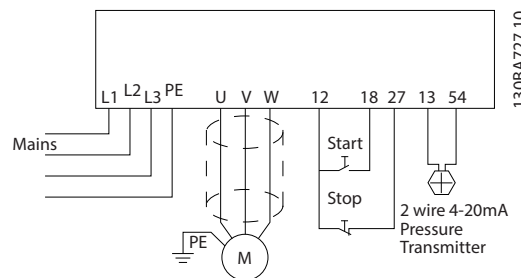 130BA727.10
L1 L2 L3 PE U V W 12 18 27 13 54
Mains
Start
Stop
PE
M
2 wire 4-20mA
Pressure
Transmitter